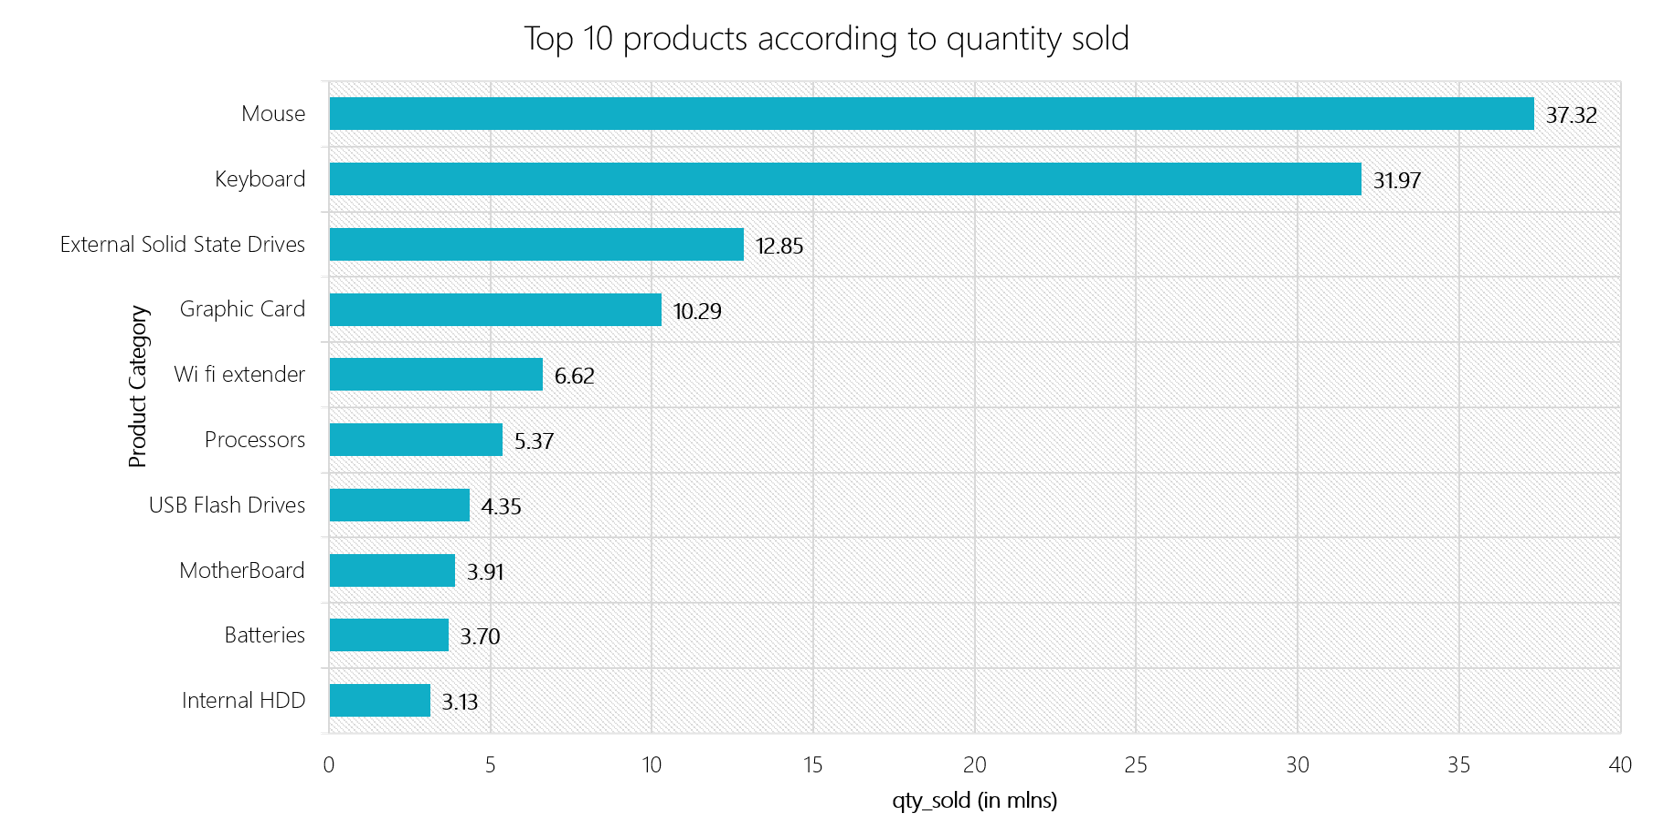 Top 10 products according to quantity sold
Product Category
Mouse 37.32
Keyboard 31.97
External Solid State Drives 12.85
Graphic Card 10.29
Wi fi extender 6.62
Processors 5.37
USB Flash Drives 4.35
MotherBoard 3.91
Batteries 3.70
Internal HDD 3.13
0 5 10 15 20 25 30 35 40
qty_sold (in mlns)